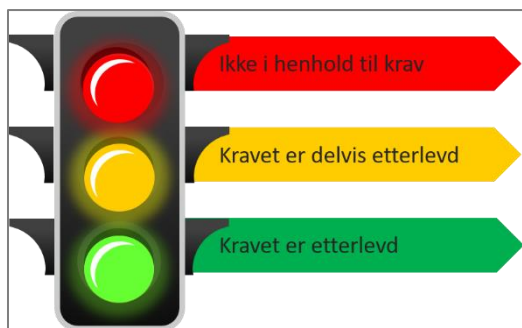 Ikke i henhold til krav
Kravet er delvis etterlevd
Kravet er etterlevd